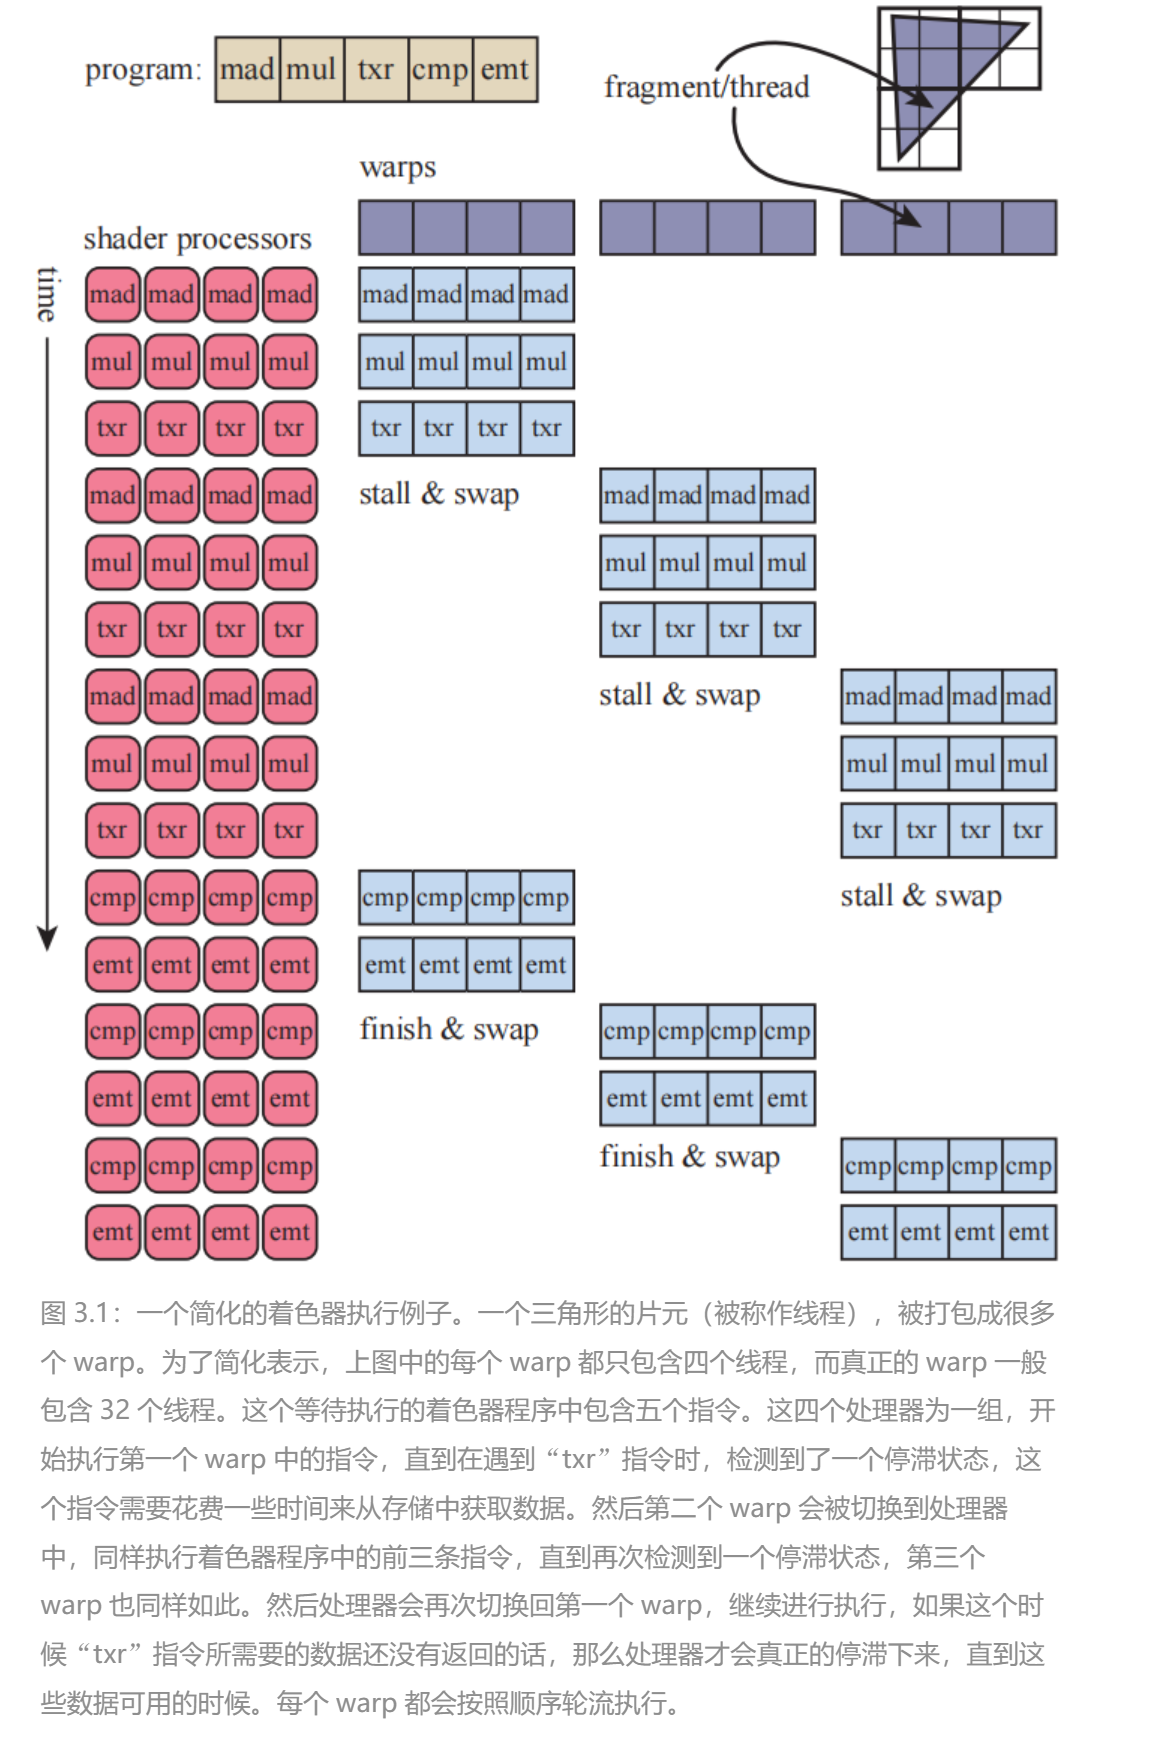 program: mad mul txr cmp emt
fragment/thread
warps
shader processors
time
mad mad mad mad mad mad mad mad
mul mul mul mul mul mul mul mul
txr txr txr txr txr txr txr txr
mad mad mad mad stall & swap mad mad mad mad
mul mul mul mul mul mul mul mul
txr txr txr txr txr txr txr txr
mad mad mad mad stall & swap mad mad mad mad
mul mul mul mul mul mul mul mul
txr txr txr txr txr txr txr txr
cmp cmp cmp cmp cmp cmp cmp cmp stall & swap
emt emt emt emt emt emt emt emt
cmp cmp cmp cmp finish & swap cmp cmp cmp cmp
emt emt emt emt emt emt emt emt
cmp cmp cmp cmp finish & swap cmp cmp cmp cmp
emt emt emt emt emt emt emt emt
图 3.1：一个简化的着色器执行例子。一个三角形的片元（被称作线程），被打包成很多
个 warp。为了简化表示，上图中的每个 warp 都只包含四个线程，而真正的 warp 一般
包含 32 个线程。这个等待执行的着色器程序中包含五个指令。这四个处理器为一组，开
始执行第一个 warp 中的指令，直到在遇到“txr”指令时，检测到了一个停滞状态，这
个指令需要花费一些时间来从存储中获取数据。然后第二个 warp 会被切换到处理器
中，同样执行着色器程序中的前三条指令，直到再次检测到一个停滞状态，第三个
warp 也同样如此。然后处理器会再次切换回第一个 warp，继续进行执行，如果这个时
候“txr”指令所需要的数据还没有返回的话，那么处理器才会真正的停滞下来，直到这
些数据可用的时候。每个 warp 都会按照顺序轮流执行。